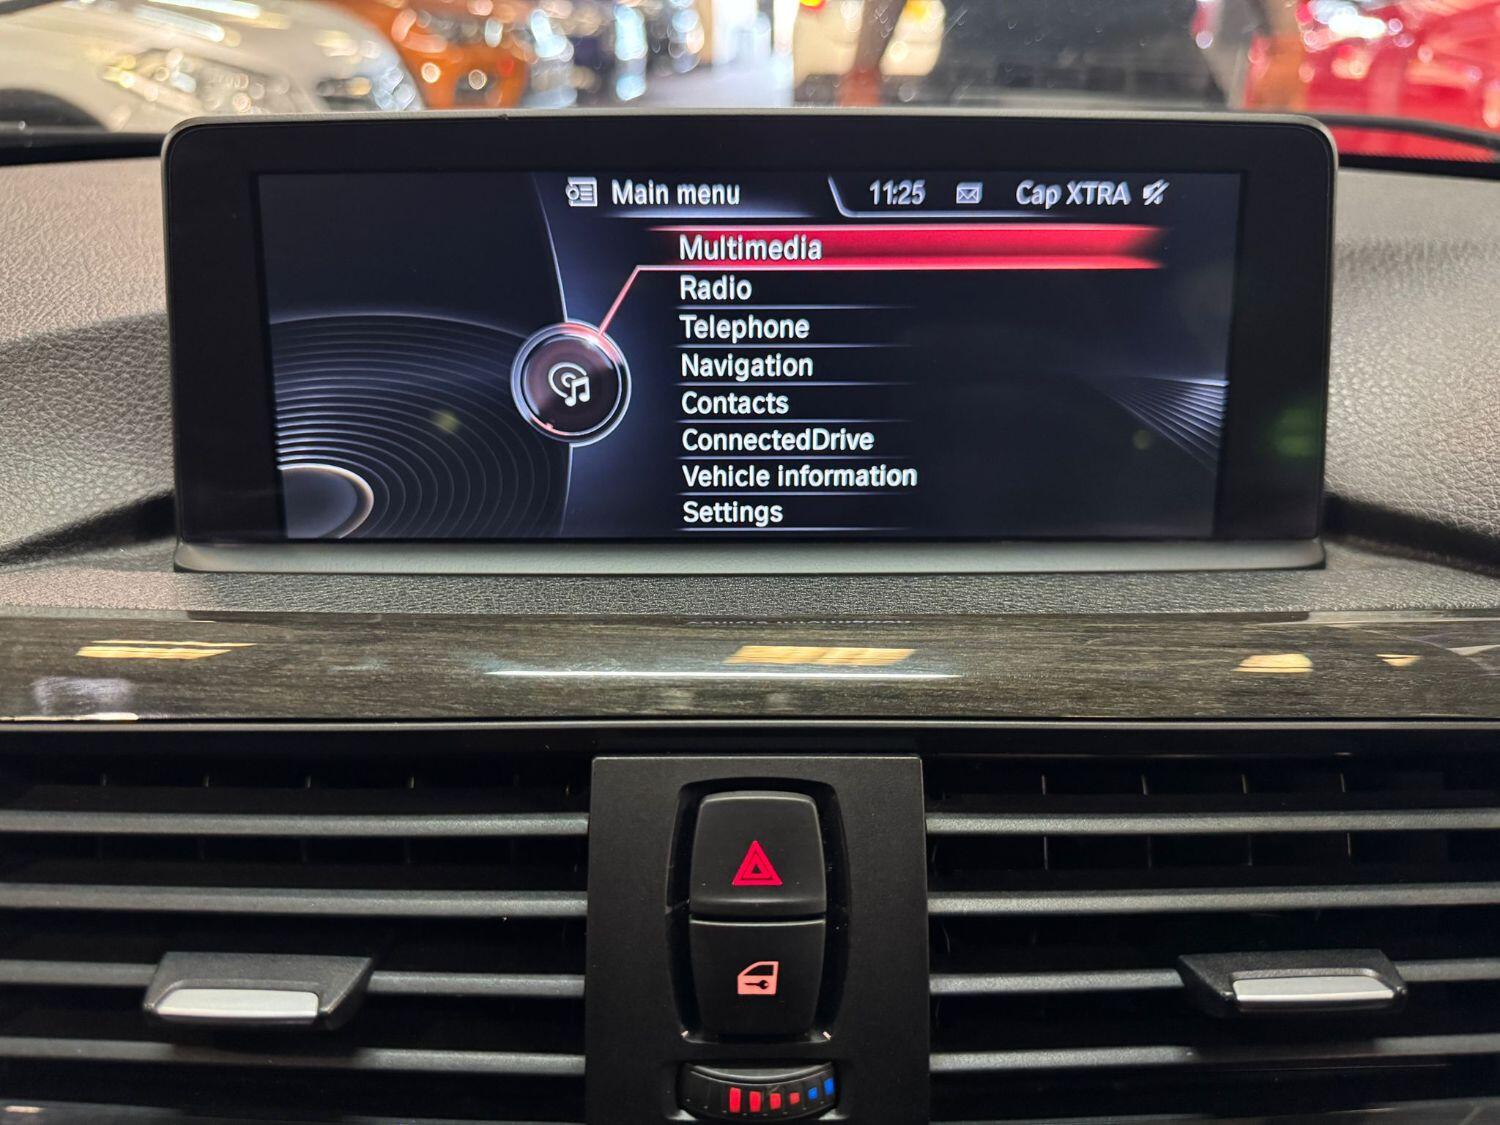 Main menu 11:25 Cap XTRA
Multimedia
Radio
Telephone
Navigation
Contacts
ConnectedDrive
Vehicle information
Settings